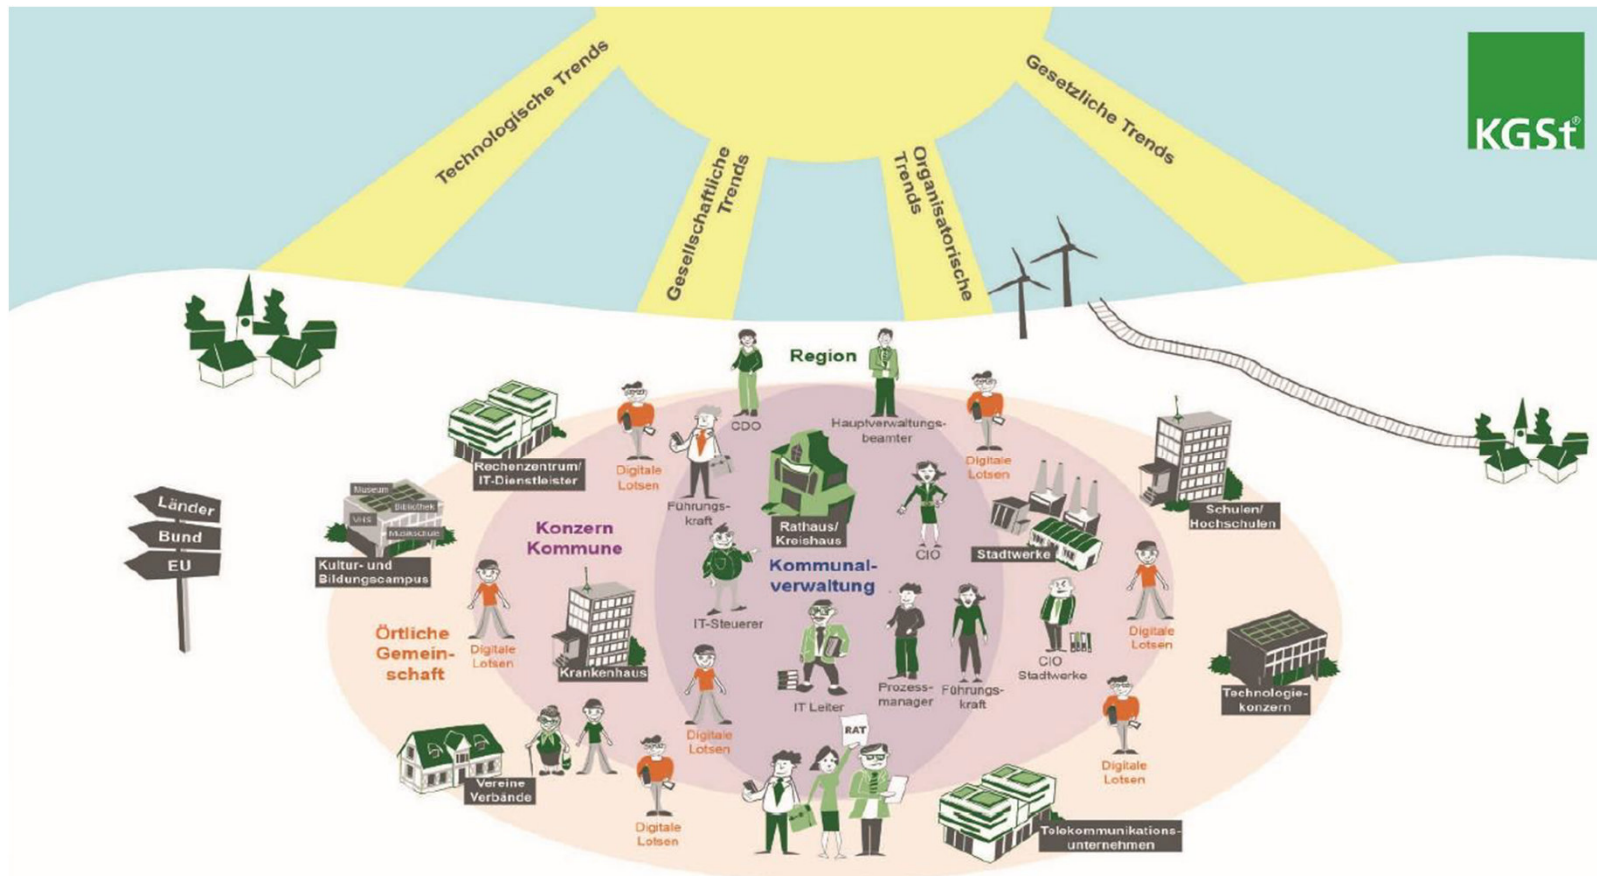 Technologische Trends
Gesellschaftliche
Trends
Organisatorische
Trends
Gesetzliche Trends
KGSt®
Region
CDO
Hauptverwaltungs-
beamter
Digitale
Lotsen
Digitale
Lotsen
Rechenzentrum/
IT-Dienstleister
Führungs-
kraft
Rathaus/
Kreishaus
CIO
Stadtwerke
Schulen/
Hochschulen
Länder
Bund
EU
Museum
Bibliothek
VHS
Musikschule
Kultur- und
Bildungscampus
Konzern
Kommune
Kommunal-
verwaltung
IT-Steuerer
Örtliche
Gemein-
schaft
Digitale
Lotsen
Krankenhaus
Digitale
Lotsen
IT Leiter
Prozess-
manager
Führungs-
kraft
CIO
Stadtwerke
Digitale
Lotsen
Technologie-
konzern
Vereine
Verbände
Digitale
Lotsen
RAT
Digitale
Lotsen
Telekommunikations-
unternehmen